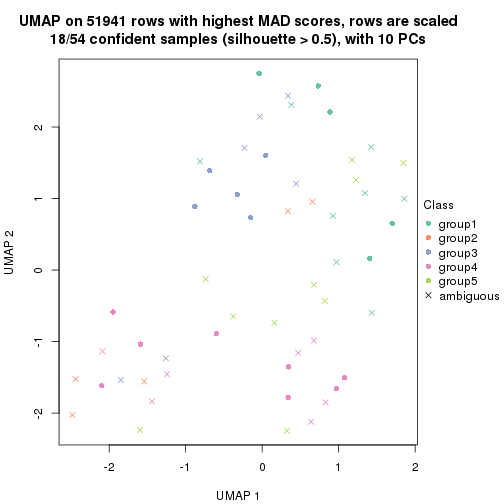 UMAP on 51941 rows with highest MAD scores, rows are scaled
18/54 confident samples (silhouette > 0.5), with 10 PCs
UMAP 2
2
1
0
-1
-2
-2
-1
0
1
2
UMAP 1
Class
group1
group2
group3
group4
group5
ambiguous